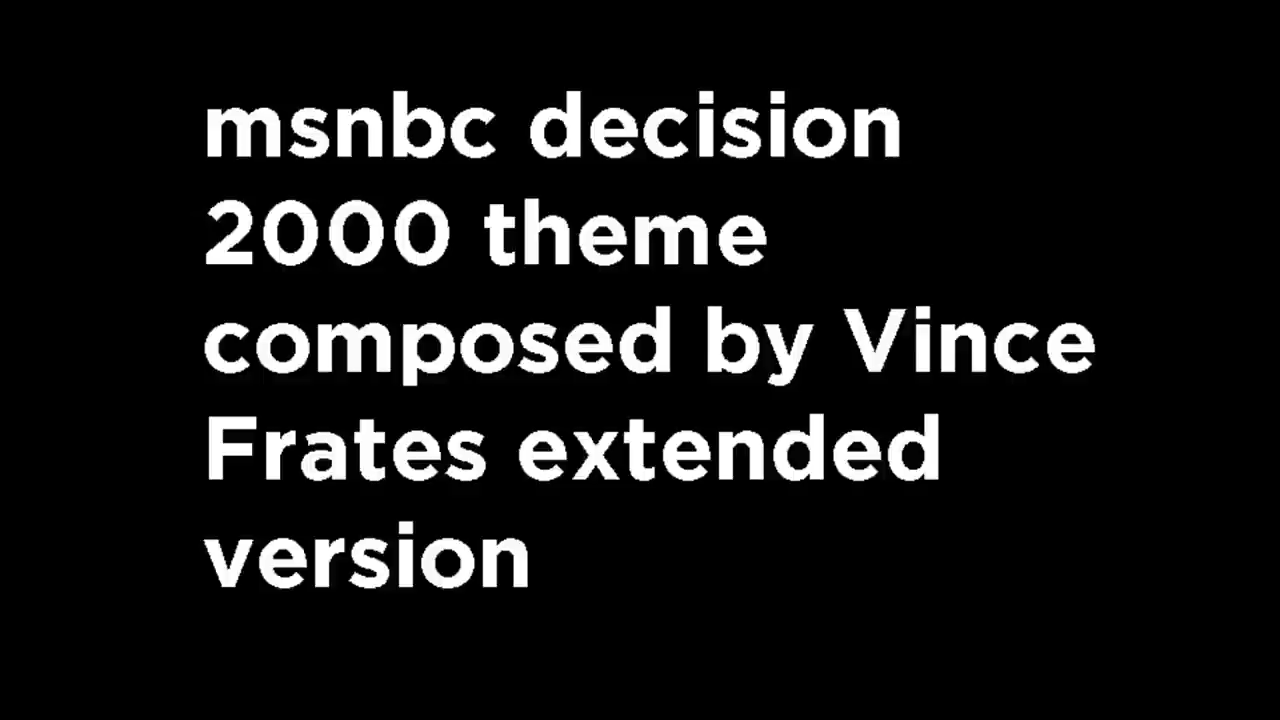 msnbc decision
2000 theme
composed by Vince
Frates extended
version